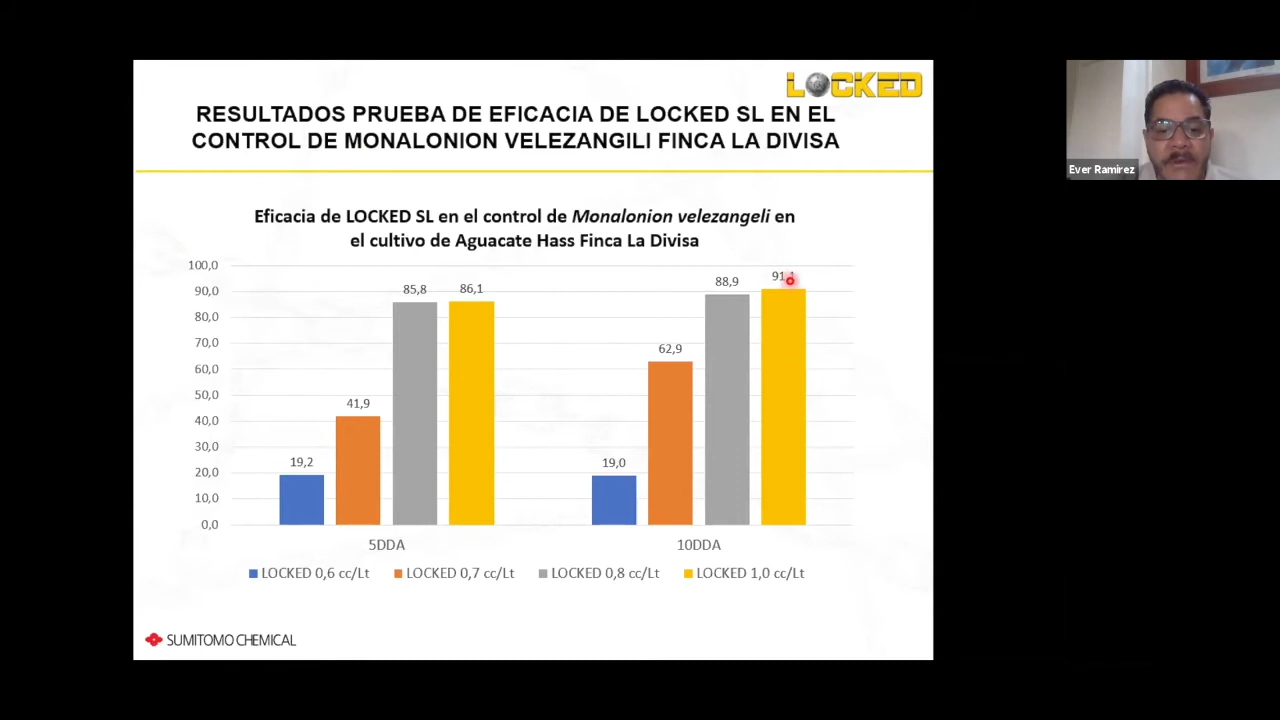 LOCKED
RESULTADOS PRUEBA DE EFICACIA DE LOCKED SL EN EL
CONTROL DE MONALONION VELEZANGILI FINCA LA DIVISA
Ever Ramirez
Eficacia de LOCKED SL en el control de Monalonion velezangeli en
el cultivo de Aguacate Hass Finca La Divisa
100,0
90,0
80,0
70,0
60,0
50,0
40,0
30,0
20,0
10,0
0,0
19,2
41,9
85,8
86,1
19,0
62,9
88,9
91,1
5DDA
10DDA
LOCKED 0,6 cc/Lt
LOCKED 0,7 cc/Lt
LOCKED 0,8 cc/Lt
LOCKED 1,0 cc/Lt
SUMITOMO CHEMICAL